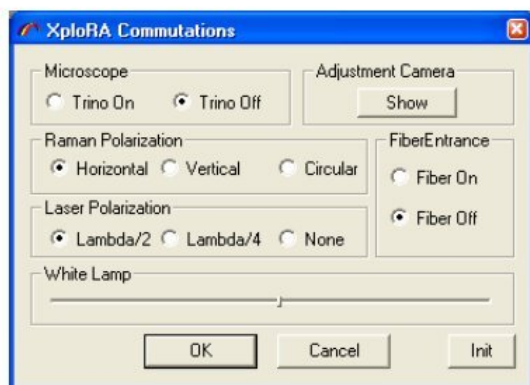 XploRA Commutations
Microscope
Trino On Trino Off
Adjustment Camera
Show
Raman Polarization
Horizontal Vertical Circular
FiberEntrance
Fiber On
Fiber Off
Laser Polarization
Lambda/2 Lambda/4 None
White Lamp
OK Cancel Init